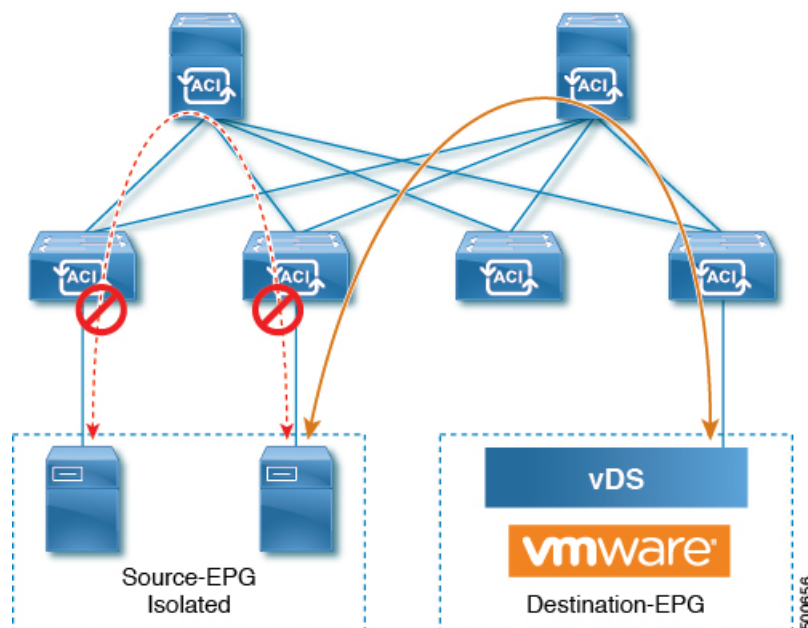 ACI
ACI
ACI
ACI
ACI
ACI
vDS
vmware®
Source-EPG
Isolated
Destination-EPG
500656